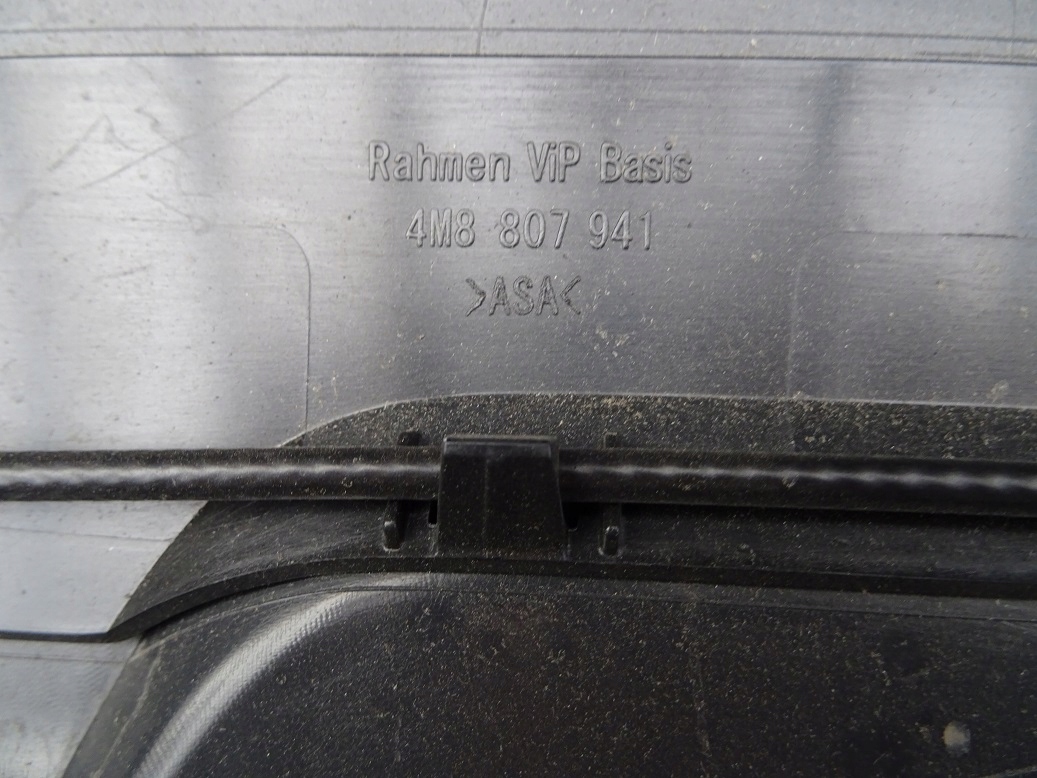 Rahmen ViP Basis
4M8 807 941
>ASA<